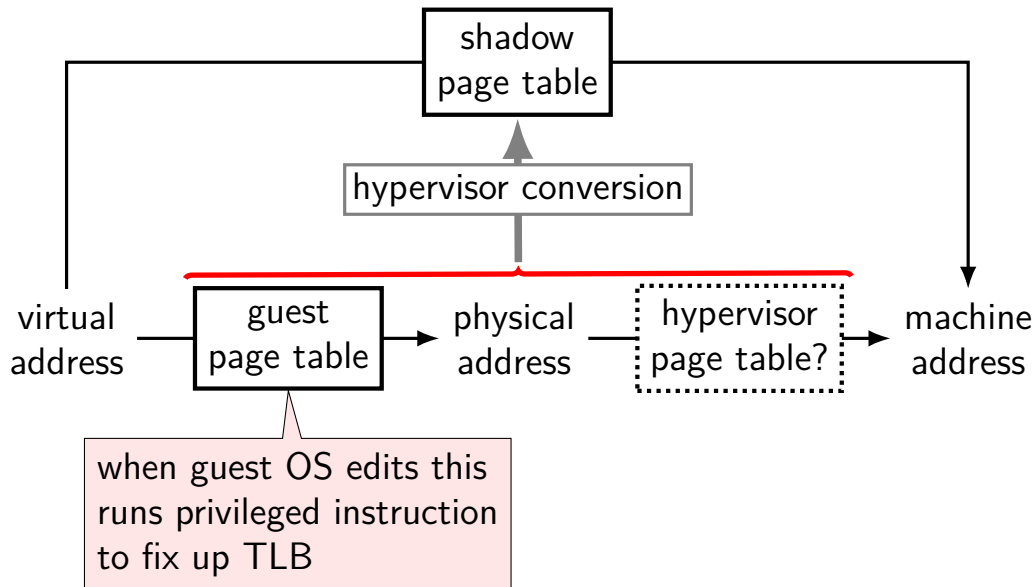 shadow
page table
hypervisor conversion
virtual
address
guest
page table
physical
address
hypervisor
page table?
machine
address
when guest OS edits this
runs privileged instruction
to fix up TLB